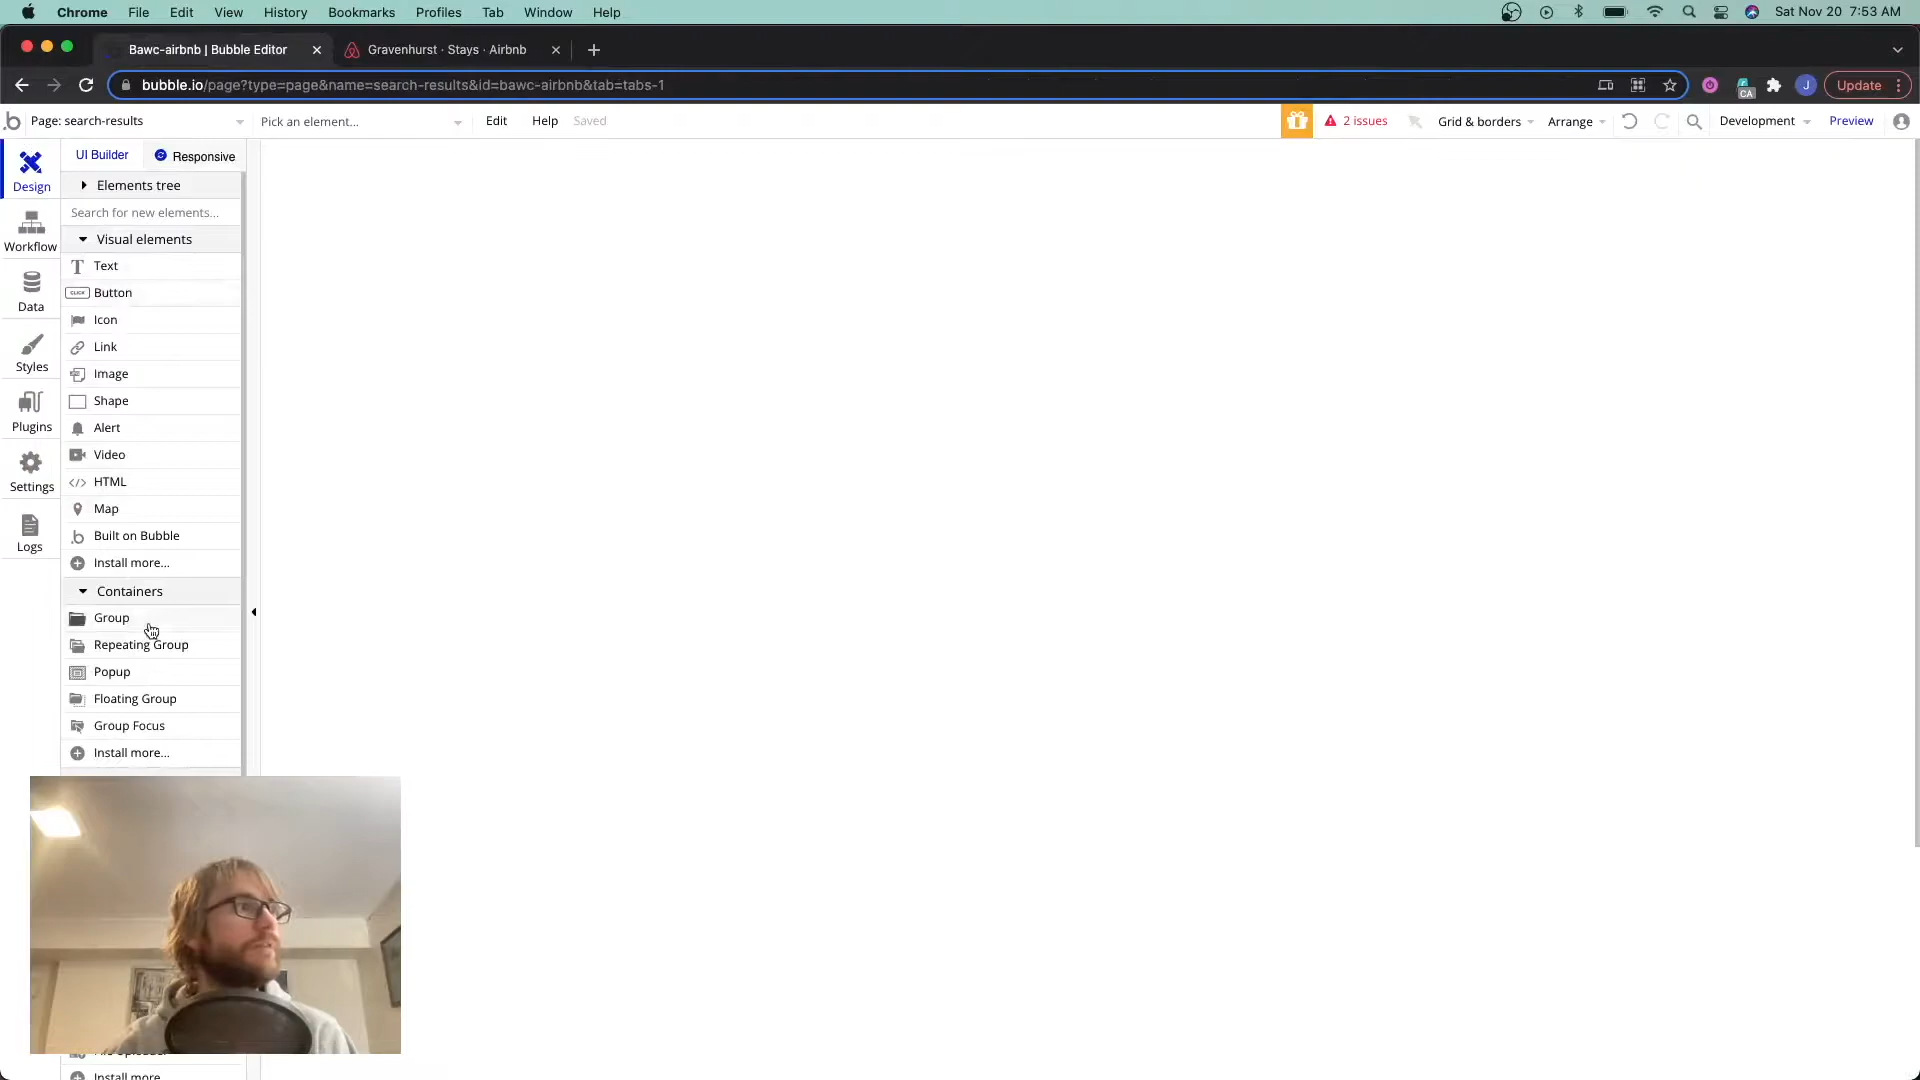 Chrome File Edit View History Bookmarks Profiles Tab Window Help Sat Nov 20 7:53 AM
Bawc-airbnb | Bubble Editor Gravenhurst · Stays · Airbnb
bubble.io/page?type=page&name=search-results&id=bawc-airbnb&tab=tabs-1 CA J Update
b Page: search-results Pick an element... Edit Help Saved 2 issues Grid & borders Arrange Development Preview
UI Builder Responsive
Design
Elements tree
Search for new elements...
Visual elements
Workflow
Text
CLICK Button
Data
Icon
Link
Styles
Image
Shape
Plugins
Alert
Video
Settings
HTML
Map
Built on Bubble
Logs
Install more...
Containers
Group
Repeating Group
Popup
Floating Group
Group Focus
Install more...
Install more